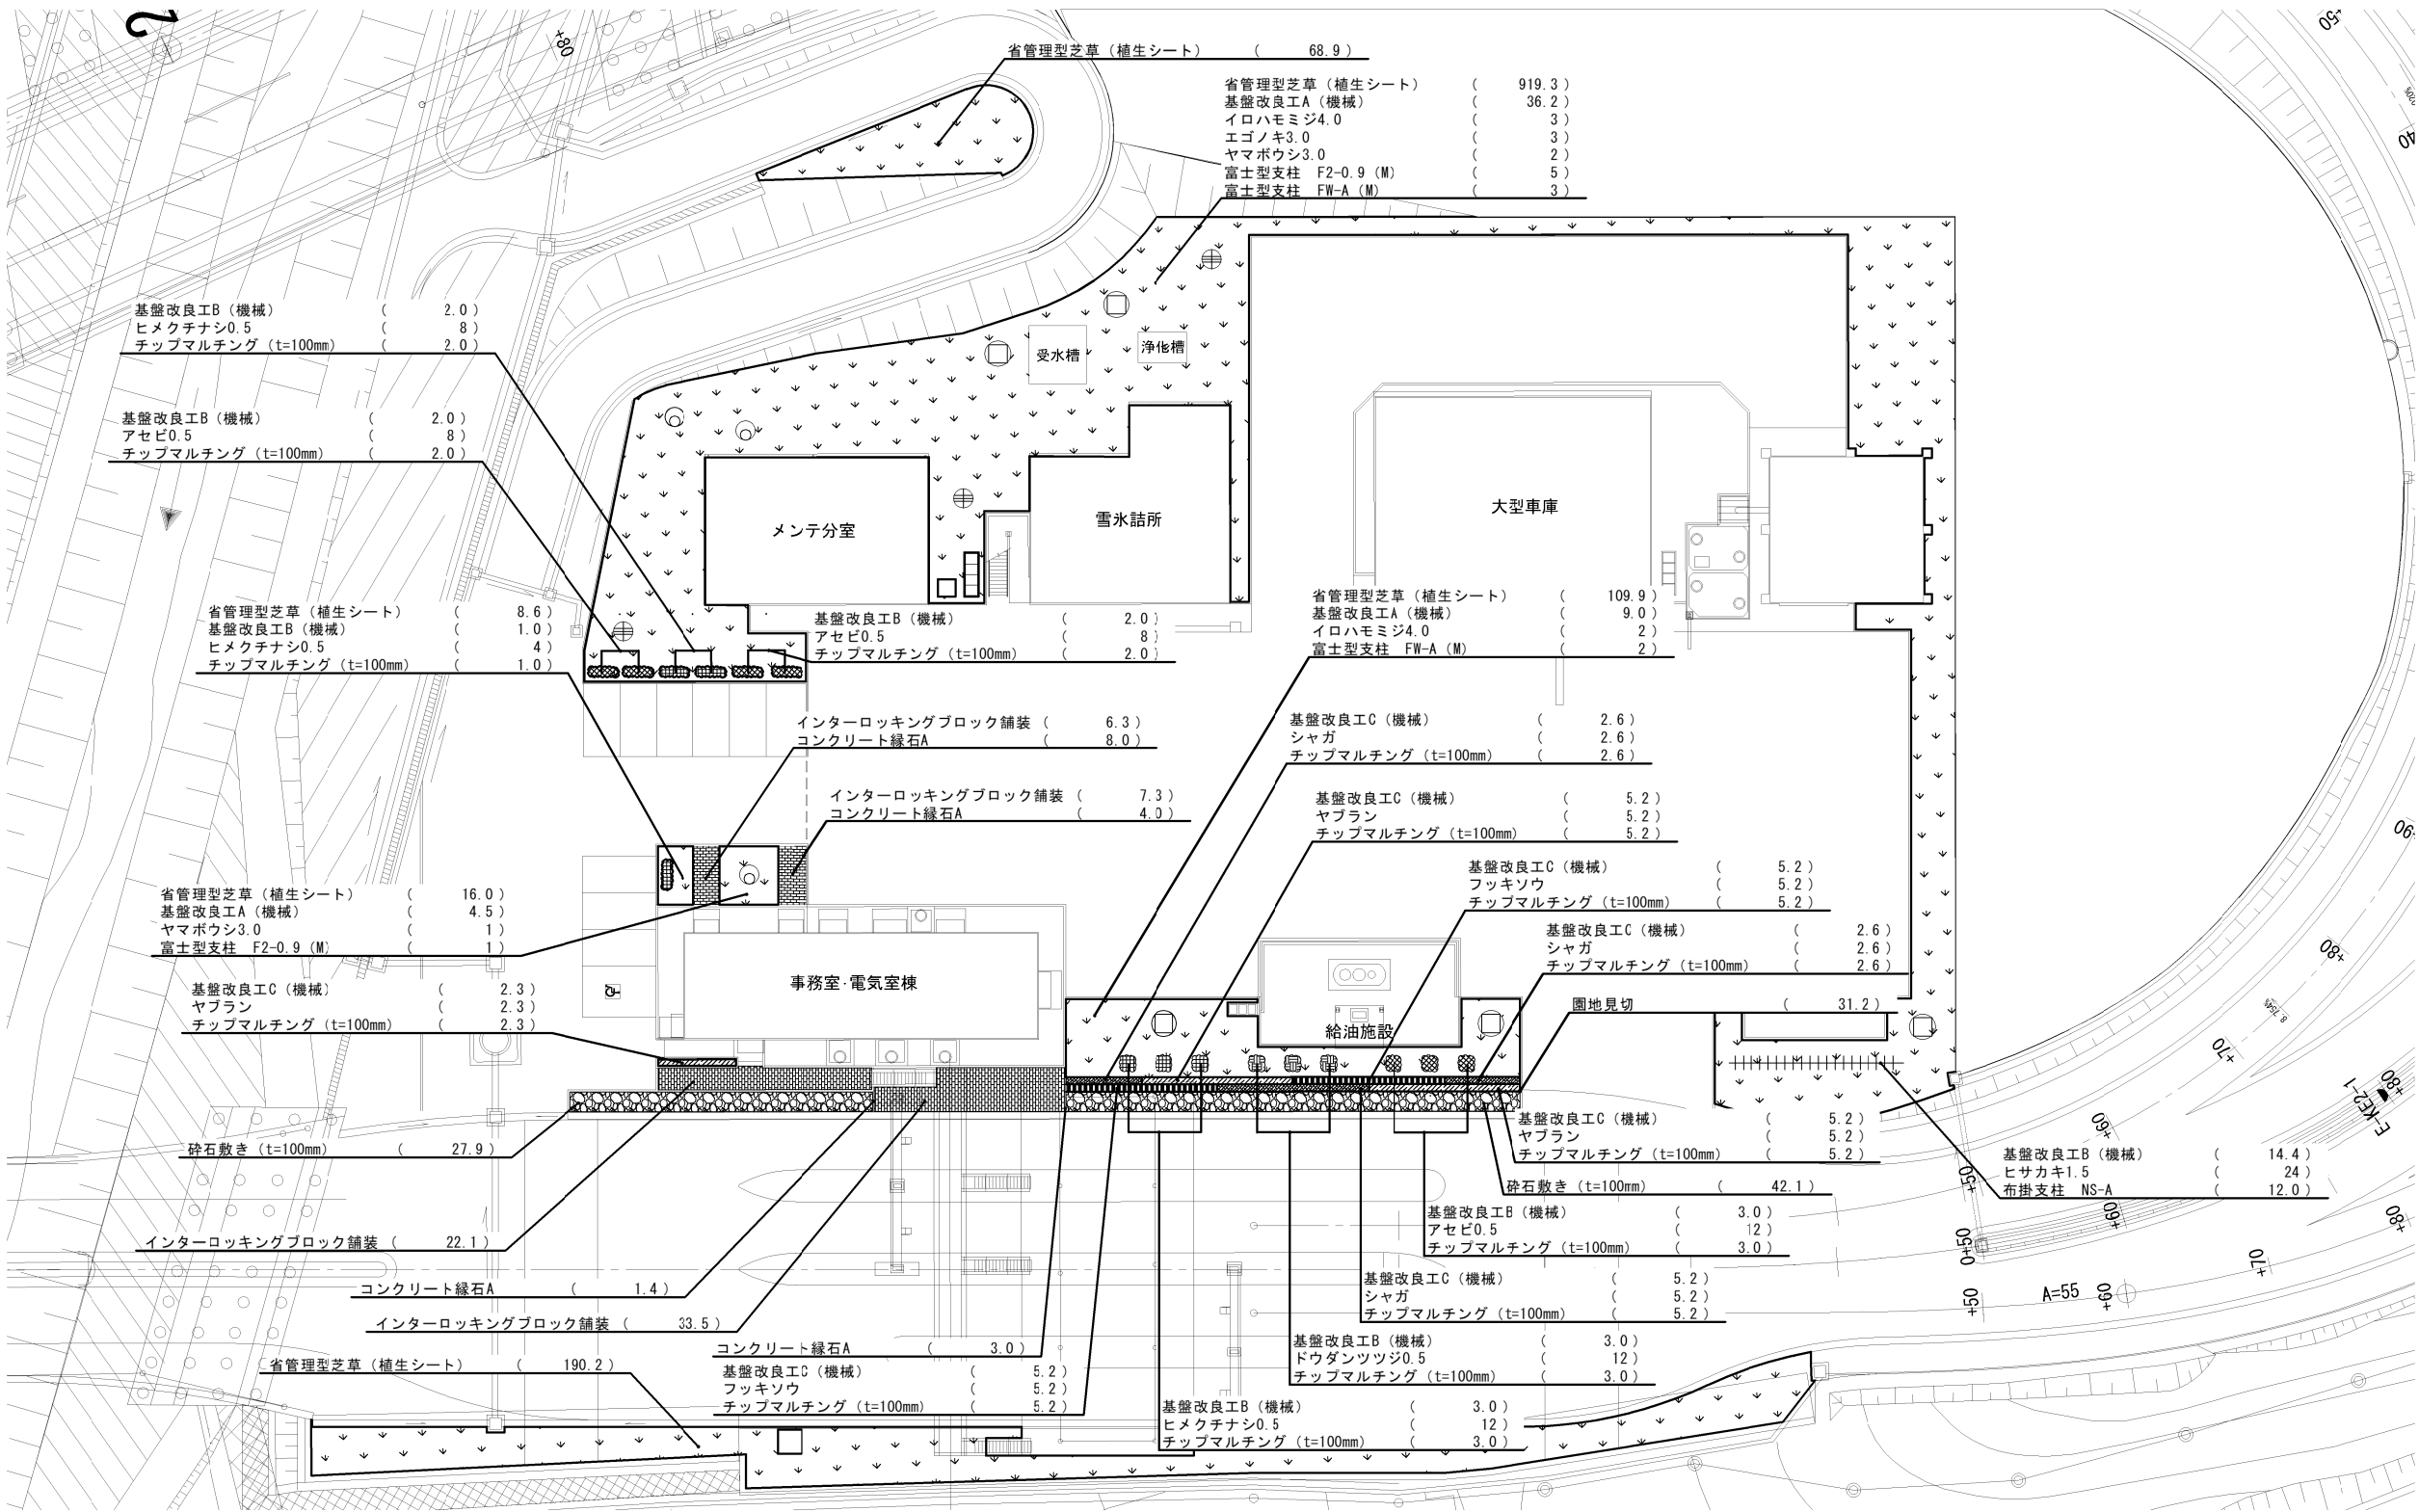 2
+80
+50
40
省管理型芝草（植生シート） （ 68.9）
省管理型芝草（植生シート） （ 919.3）
基盤改良工A（機械） （ 36.2）
イロハモミジ4.0 （ 3）
エゴノキ3.0 （ 3）
ヤマボウシ3.0 （ 2）
富士型支柱 F2-0.9（M） （ 5）
富士型支柱 FW-A（M） （ 3）
基盤改良工B（機械） （ 2.0）
ヒメクチナシ0.5 （ 8）
チップマルチング（t=100mm） （ 2.0）
受水槽
浄化槽
基盤改良工B（機械） （ 2.0）
アセビ0.5 （ 8）
チップマルチング（t=100mm） （ 2.0）
メンテ分室
雪氷詰所
大型車庫
省管理型芝草（植生シート） （ 8.6）
基盤改良工B（機械） （ 1.0）
ヒメクチナシ0.5 （ 4）
チップマルチング（t=100mm） （ 1.0）
基盤改良工B（機械） （ 2.0）
アセビ0.5 （ 8）
チップマルチング（t=100mm） （ 2.0）
省管理型芝草（植生シート） （ 109.9）
基盤改良工A（機械） （ 9.0）
イロハモミジ4.0 （ 2）
富士型支柱 FW-A（M） （ 2）
インターロッキングブロック舗装 （ 6.3）
コンクリート縁石A （ 8.0）
基盤改良工C（機械） （ 2.6）
シャガ （ 2.6）
チップマルチング（t=100mm） （ 2.6）
インターロッキングブロック舗装 （ 7.3）
コンクリート縁石A （ 4.0）
基盤改良工C（機械） （ 5.2）
ヤブラン （ 5.2）
チップマルチング（t=100mm） （ 5.2）
基盤改良工C（機械） （ 5.2）
フッキソウ （ 5.2）
チップマルチング（t=100mm） （ 5.2）
省管理型芝草（植生シート） （ 16.0）
基盤改良工A（機械） （ 4.5）
ヤマボウシ3.0 （ 1）
富士型支柱 F2-0.9（M） （ 1）
基盤改良工C（機械） （ 2.6）
シャガ （ 2.6）
チップマルチング（t=100mm） （ 2.6）
事務室・電気室棟
基盤改良工C（機械） （ 2.3）
ヤブラン （ 2.3）
チップマルチング（t=100mm） （ 2.3）
園地見切 （ 31.2）
給油施設
90
+80
8.754%
+70
+80
E-KE2-1
+60
基盤改良工C（機械） （ 5.2）
ヤブラン （ 5.2）
チップマルチング（t=100mm） （ 5.2）
砕石敷き（t=100mm） （ 27.9）
基盤改良工B（機械） （ 14.4）
ヒサカキ1.5 （ 24）
布掛支柱 NS-A （ 12.0）
砕石敷き（t=100mm） （ 42.1）
+50
+60
+80
基盤改良工B（機械） （ 3.0）
アセビ0.5 （ 12）
チップマルチング（t=100mm） （ 3.0）
インターロッキングブロック舗装 （ 22.1）
0+50
+70
コンクリート縁石A （ 1.4）
基盤改良工C（機械） （ 5.2）
シャガ （ 5.2）
チップマルチング（t=100mm） （ 5.2）
+50
A=55
+60
インターロッキングブロック舗装 （ 33.5）
コンクリート縁石A （ 3.0）
基盤改良工B（機械） （ 3.0）
ドウダンツツジ0.5 （ 12）
チップマルチング（t=100mm） （ 3.0）
省管理型芝草（植生シート） （ 190.2）
基盤改良工C（機械） （ 5.2）
フッキソウ （ 5.2）
チップマルチング（t=100mm） （ 5.2）
基盤改良工B（機械） （ 3.0）
ヒメクチナシ0.5 （ 12）
チップマルチング（t=100mm） （ 3.0）